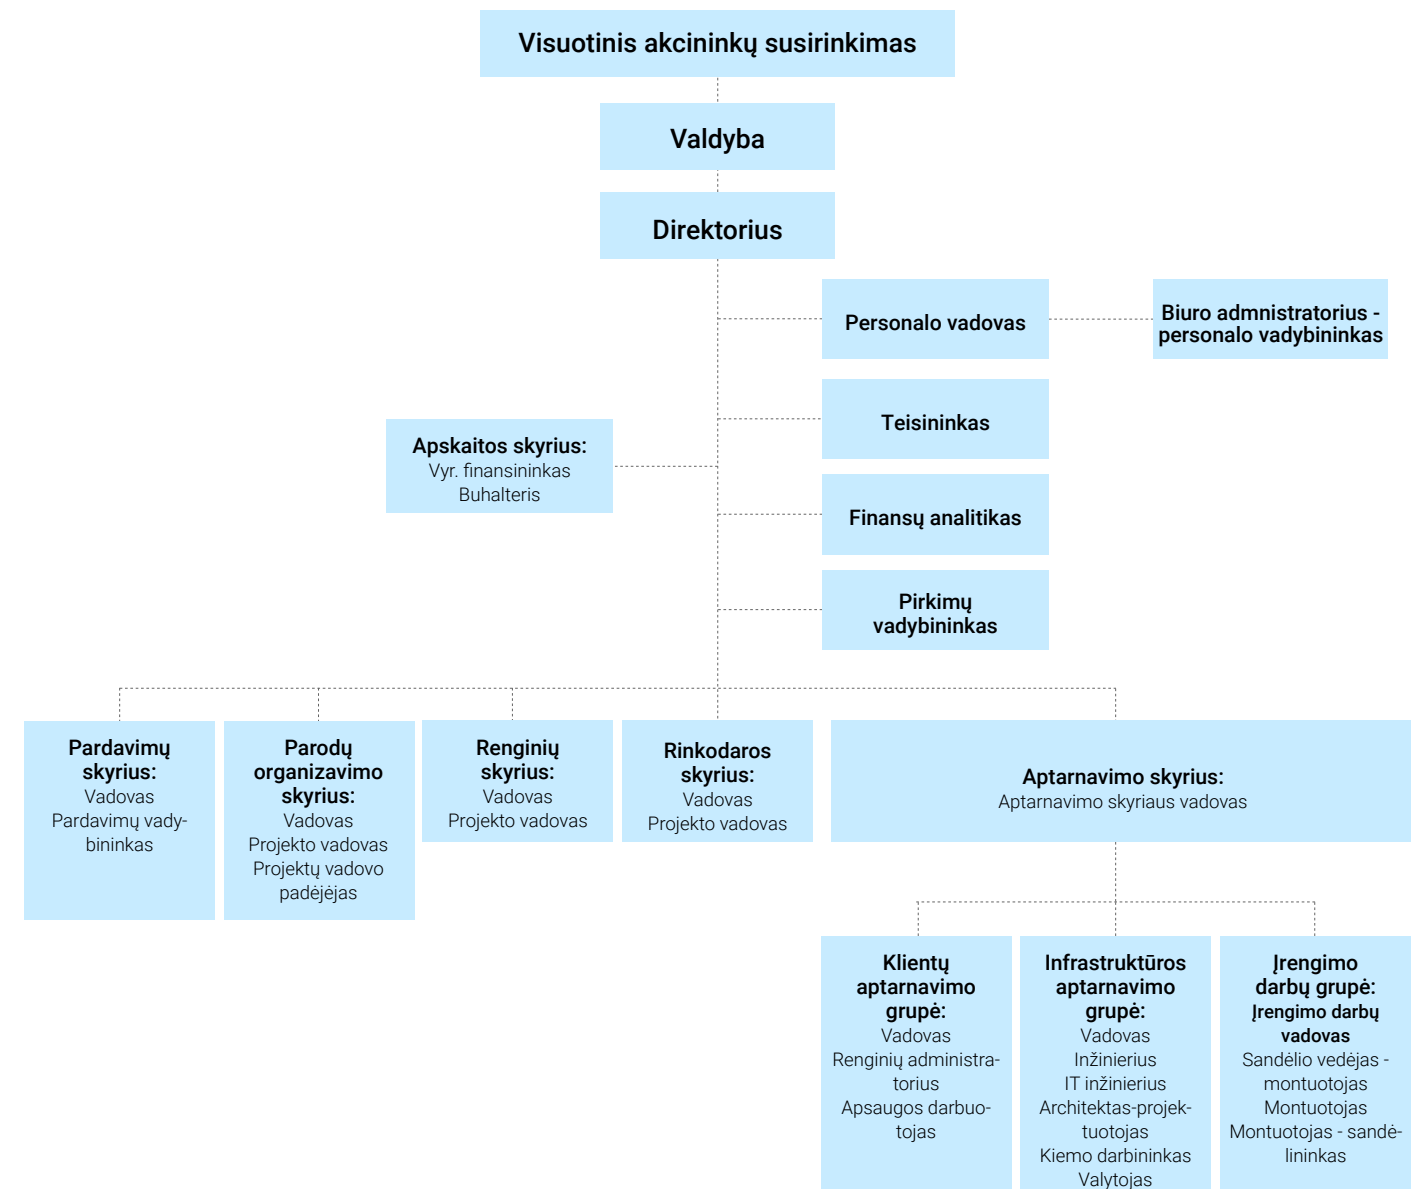 Visuotinis akcininkų susirinkimas
Valdyba
Direktorius
Personalo vadovas
Biuro admnistratorius -
personalo vadybininkas
Teisininkas
Apskaitos skyrius:
Vyr. finansininkas
Buhalteris
Finansų analitikas
Pirkimų
vadybininkas
Pardavimų
skyrius:
Vadovas
Pardavimų vady-
bininkas
Parodų
organizavimo
skyrius:
Vadovas
Projekto vadovas
Projektų vadovo
padėjėjas
Renginių
skyrius:
Vadovas
Projekto vadovas
Rinkodaros
skyrius:
Vadovas
Projekto vadovas
Aptarnavimo skyrius:
Aptarnavimo skyriaus vadovas
Klientų
aptarnavimo
grupė:
Vadovas
Renginių administra-
torius
Apsaugos darbuo-
tojas
Infrastruktūros
aptarnavimo
grupė:
Vadovas
Inžinierius
IT inžinierius
Architektas-projek-
tuotojas
Kiemo darbininkas
Valytojas
Įrengimo
darbų grupė:
Įrengimo darbų
vadovas
Sandėlio vedėjas -
montuotojas
Montuotojas
Montuotojas - sandė-
lininkas